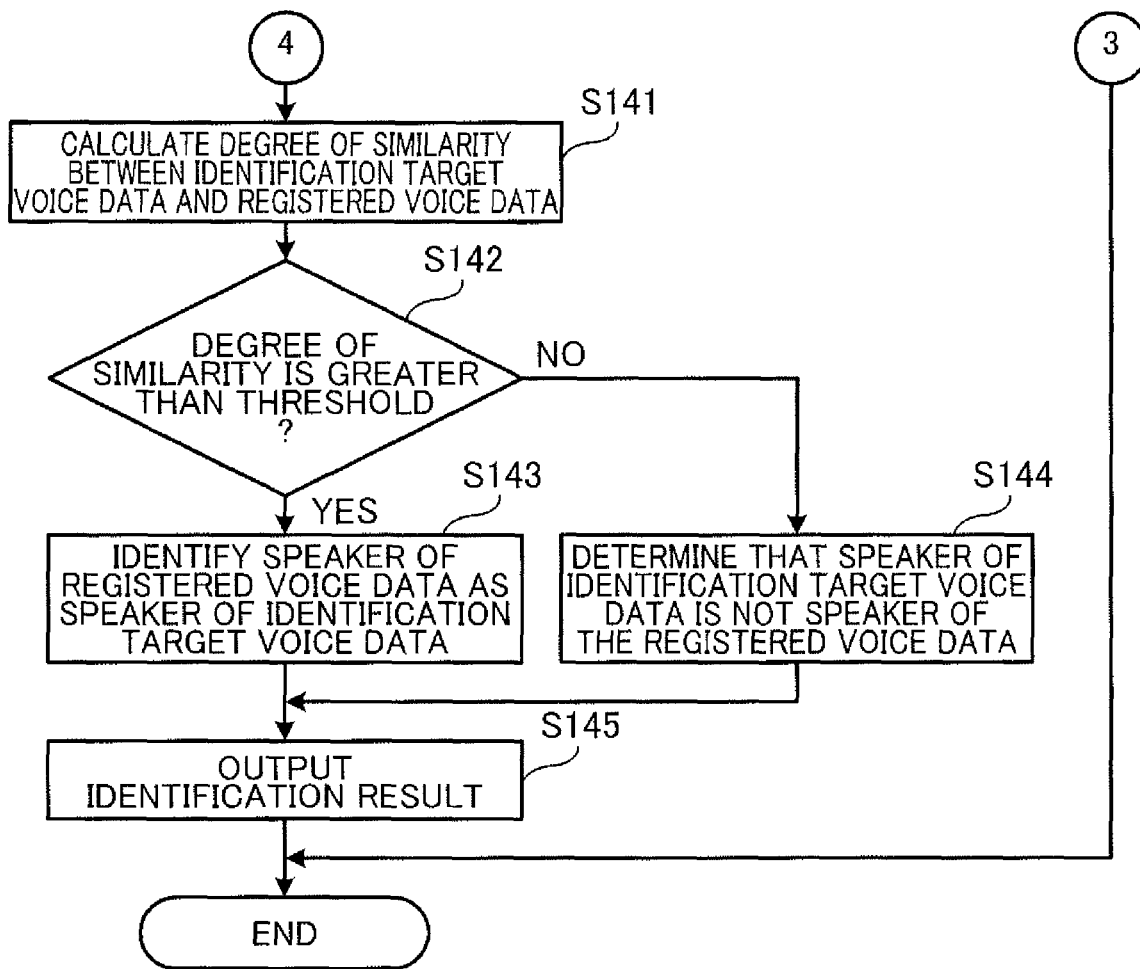 4
3
S141
CALCULATE DEGREE OF SIMILARITY
BETWEEN IDENTIFICATION TARGET
VOICE DATA AND REGISTERED VOICE DATA
S142
DEGREE OF
SIMILARITY IS GREATER
THAN THRESHOLD
?
NO
YES
S143
IDENTIFY SPEAKER OF
REGISTERED VOICE DATA AS
SPEAKER OF IDENTIFICATION
TARGET VOICE DATA
S144
DETERMINE THAT SPEAKER OF
IDENTIFICATION TARGET VOICE
DATA IS NOT SPEAKER OF
THE REGISTERED VOICE DATA
S145
OUTPUT
IDENTIFICATION RESULT
END